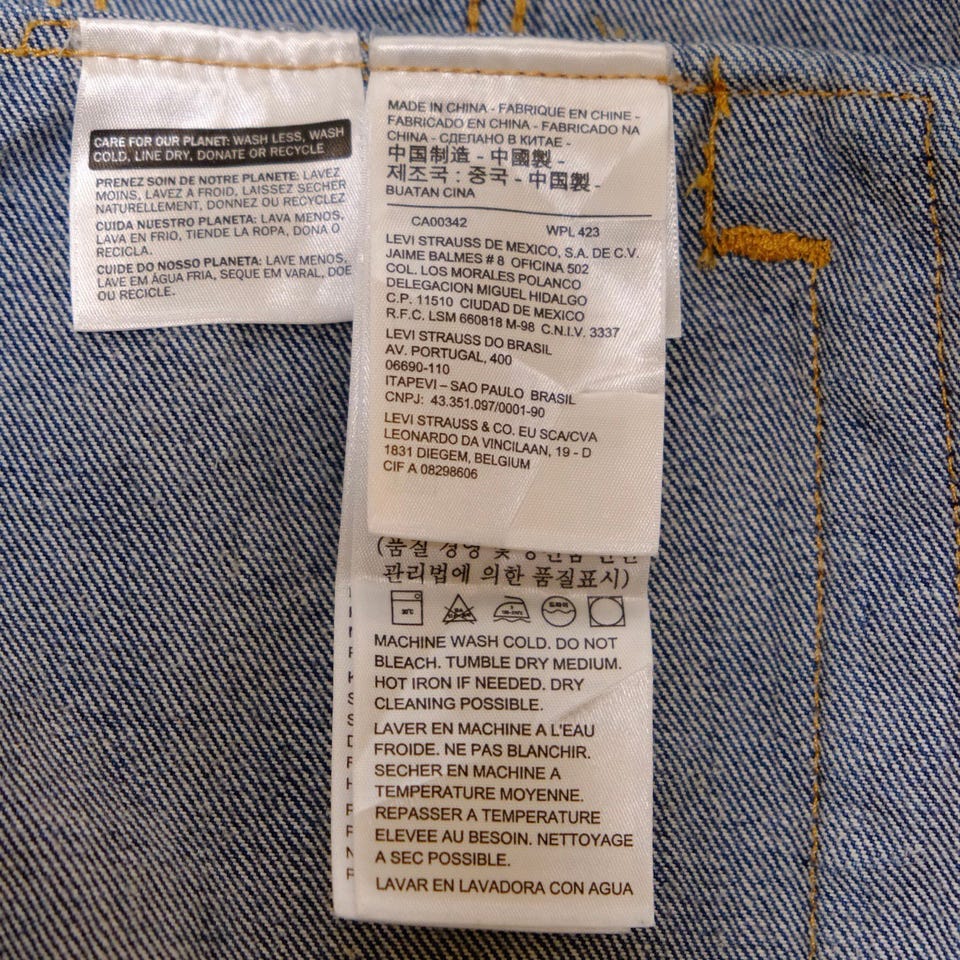 CARE FOR OUR PLANET: WASH LESS, WASH
COLD, LINE DRY, DONATE OR RECYCLE
PRENEZ SOIN DE NOTRE PLANETE: LAVEZ
MOINS, LAVEZ A FROID, LAISSEZ SECHER
NATURELLEMENT, DONNEZ OU RECYCLEZ
CUIDA NUESTRO PLANETA: LAVA MENOS,
LAVA EN FRIO, TIENDE LA ROPA, DONA O
RECICLA.
CUIDE DO NOSSO PLANETA: LAVE MENOS,
LAVE EM ÁGUA FRIA, SEQUE EM VARAL, DOE
OU RECICLE.
MADE IN CHINA - FABRIQUE EN CHINE -
FABRICADO EN CHINA - FABRICADO NA
CHINA - СДЕЛАНО В КИТАЕ -
中国制造 - 中國製 -
제조국 : 중국 - 中国製 -
BUATAN CINA
CA00342 WPL 423
LEVI STRAUSS DE MEXICO, S.A. DE C.V.
JAIME BALMES # 8 OFICINA 502
COL. LOS MORALES POLANCO
DELEGACION MIGUEL HIDALGO
C.P. 11510 CIUDAD DE MEXICO
R.F.C. LSM 660818 M-98 C.N.I.V. 3337
LEVI STRAUSS DO BRASIL
AV. PORTUGAL, 400
06690-110
ITAPEVI – SAO PAULO BRASIL
CNPJ: 43.351.097/0001-90
LEVI STRAUSS & CO. EU SCA/CVA
LEONARDO DA VINCILAAN, 19 - D
1831 DIEGEM, BELGIUM
CIF A 08298606
(품질 경영 및
관리법에 의한 품질표시)
30°C
MACHINE WASH COLD. DO NOT
BLEACH. TUMBLE DRY MEDIUM.
HOT IRON IF NEEDED. DRY
CLEANING POSSIBLE.
LAVER EN MACHINE A L'EAU
FROIDE. NE PAS BLANCHIR.
SECHER EN MACHINE A
TEMPERATURE MOYENNE.
REPASSER A TEMPERATURE
ELEVEE AU BESOIN. NETTOYAGE
A SEC POSSIBLE.
LAVAR EN LAVADORA CON AGUA